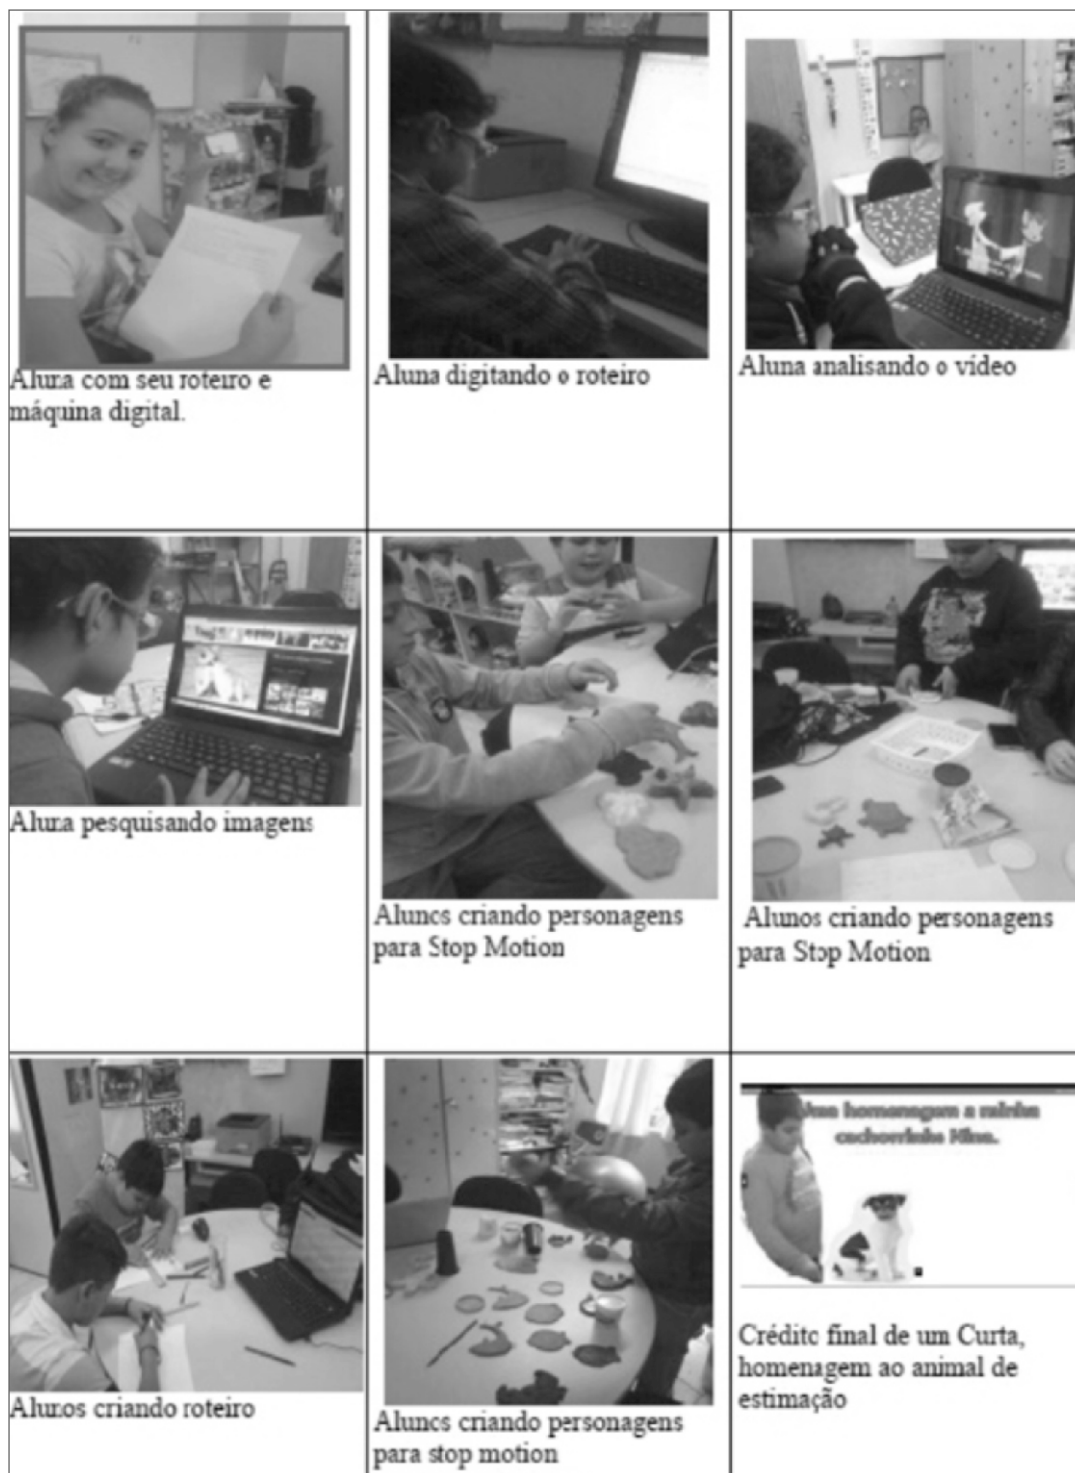 Aluna com seu roteiro e
máquina digital.
Aluna digitando o roteiro
Aluna analisando o vídeo
Aluna pesquisando imagens
Alunos criando personagens
para Stop Motion
Alunos criando personagens
para Stop Motion
Alunos criando roteiro
Alunos criando personagens
para stop motion
Uma homenagem a minha
cachorrinha Nina.
Crédito final de um Curta,
homenagem ao animal de
estimação